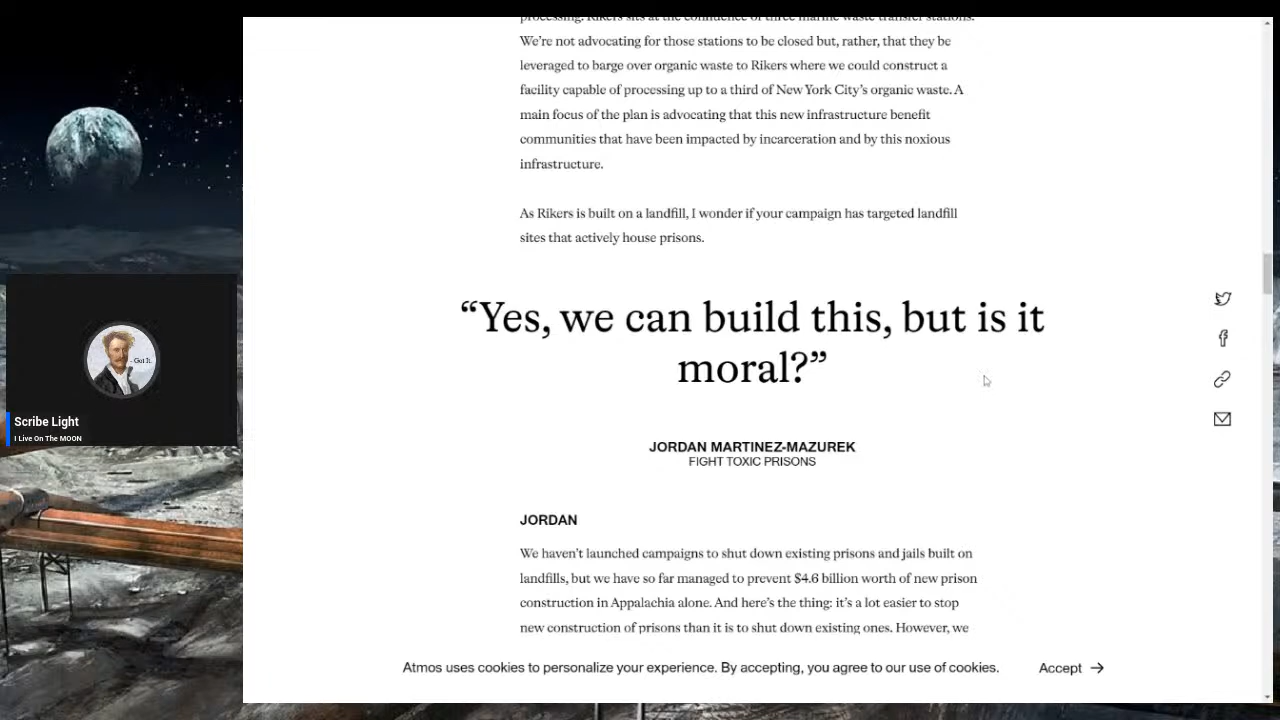 processing. Rikers sits at the confluence of three marine waste transfer stations.
We're not advocating for those stations to be closed but, rather, that they be
leveraged to barge over organic waste to Rikers where we could construct a
facility capable of processing up to a third of New York City's organic waste. A
main focus of the plan is advocating that this new infrastructure benefit
communities that have been impacted by incarceration and by this noxious
infrastructure.
As Rikers is built on a landfill, I wonder if your campaign has targeted landfill
sites that actively house prisons.
“Yes, we can build this, but is it
moral?”
- Got It.
Scribe Light
I Live On The MOON
JORDAN MARTINEZ-MAZUREK
FIGHT TOXIC PRISONS
JORDAN
We haven't launched campaigns to shut down existing prisons and jails built on
landfills, but we have so far managed to prevent $4.6 billion worth of new prison
construction in Appalachia alone. And here's the thing: it's a lot easier to stop
new construction of prisons than it is to shut down existing ones. However, we
Atmos uses cookies to personalize your experience. By accepting, you agree to our use of cookies.
Accept →